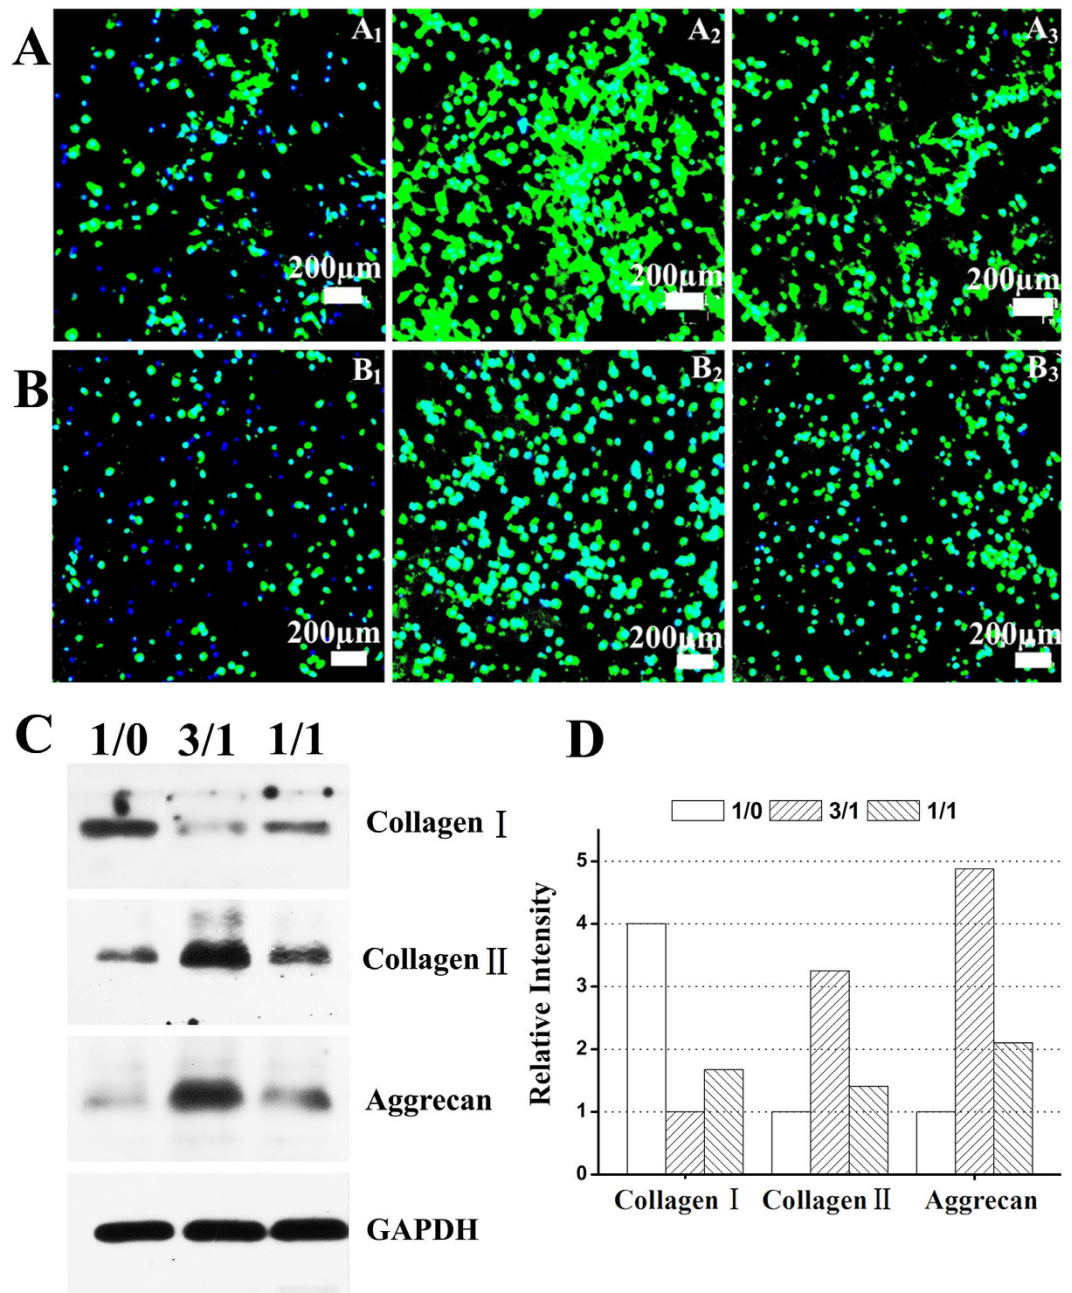 A
A1
A2
A3
200μm
200μm
200μm
B
B1
B2
B3
200μm
200μm
200μm
C
1/0 3/1 1/1
Collagen Ⅰ
Collagen Ⅱ
Aggrecan
GAPDH
D
1/0 3/1 1/1
Relative Intensity
5
4
3
2
1
0
Collagen Ⅰ Collagen Ⅱ Aggrecan